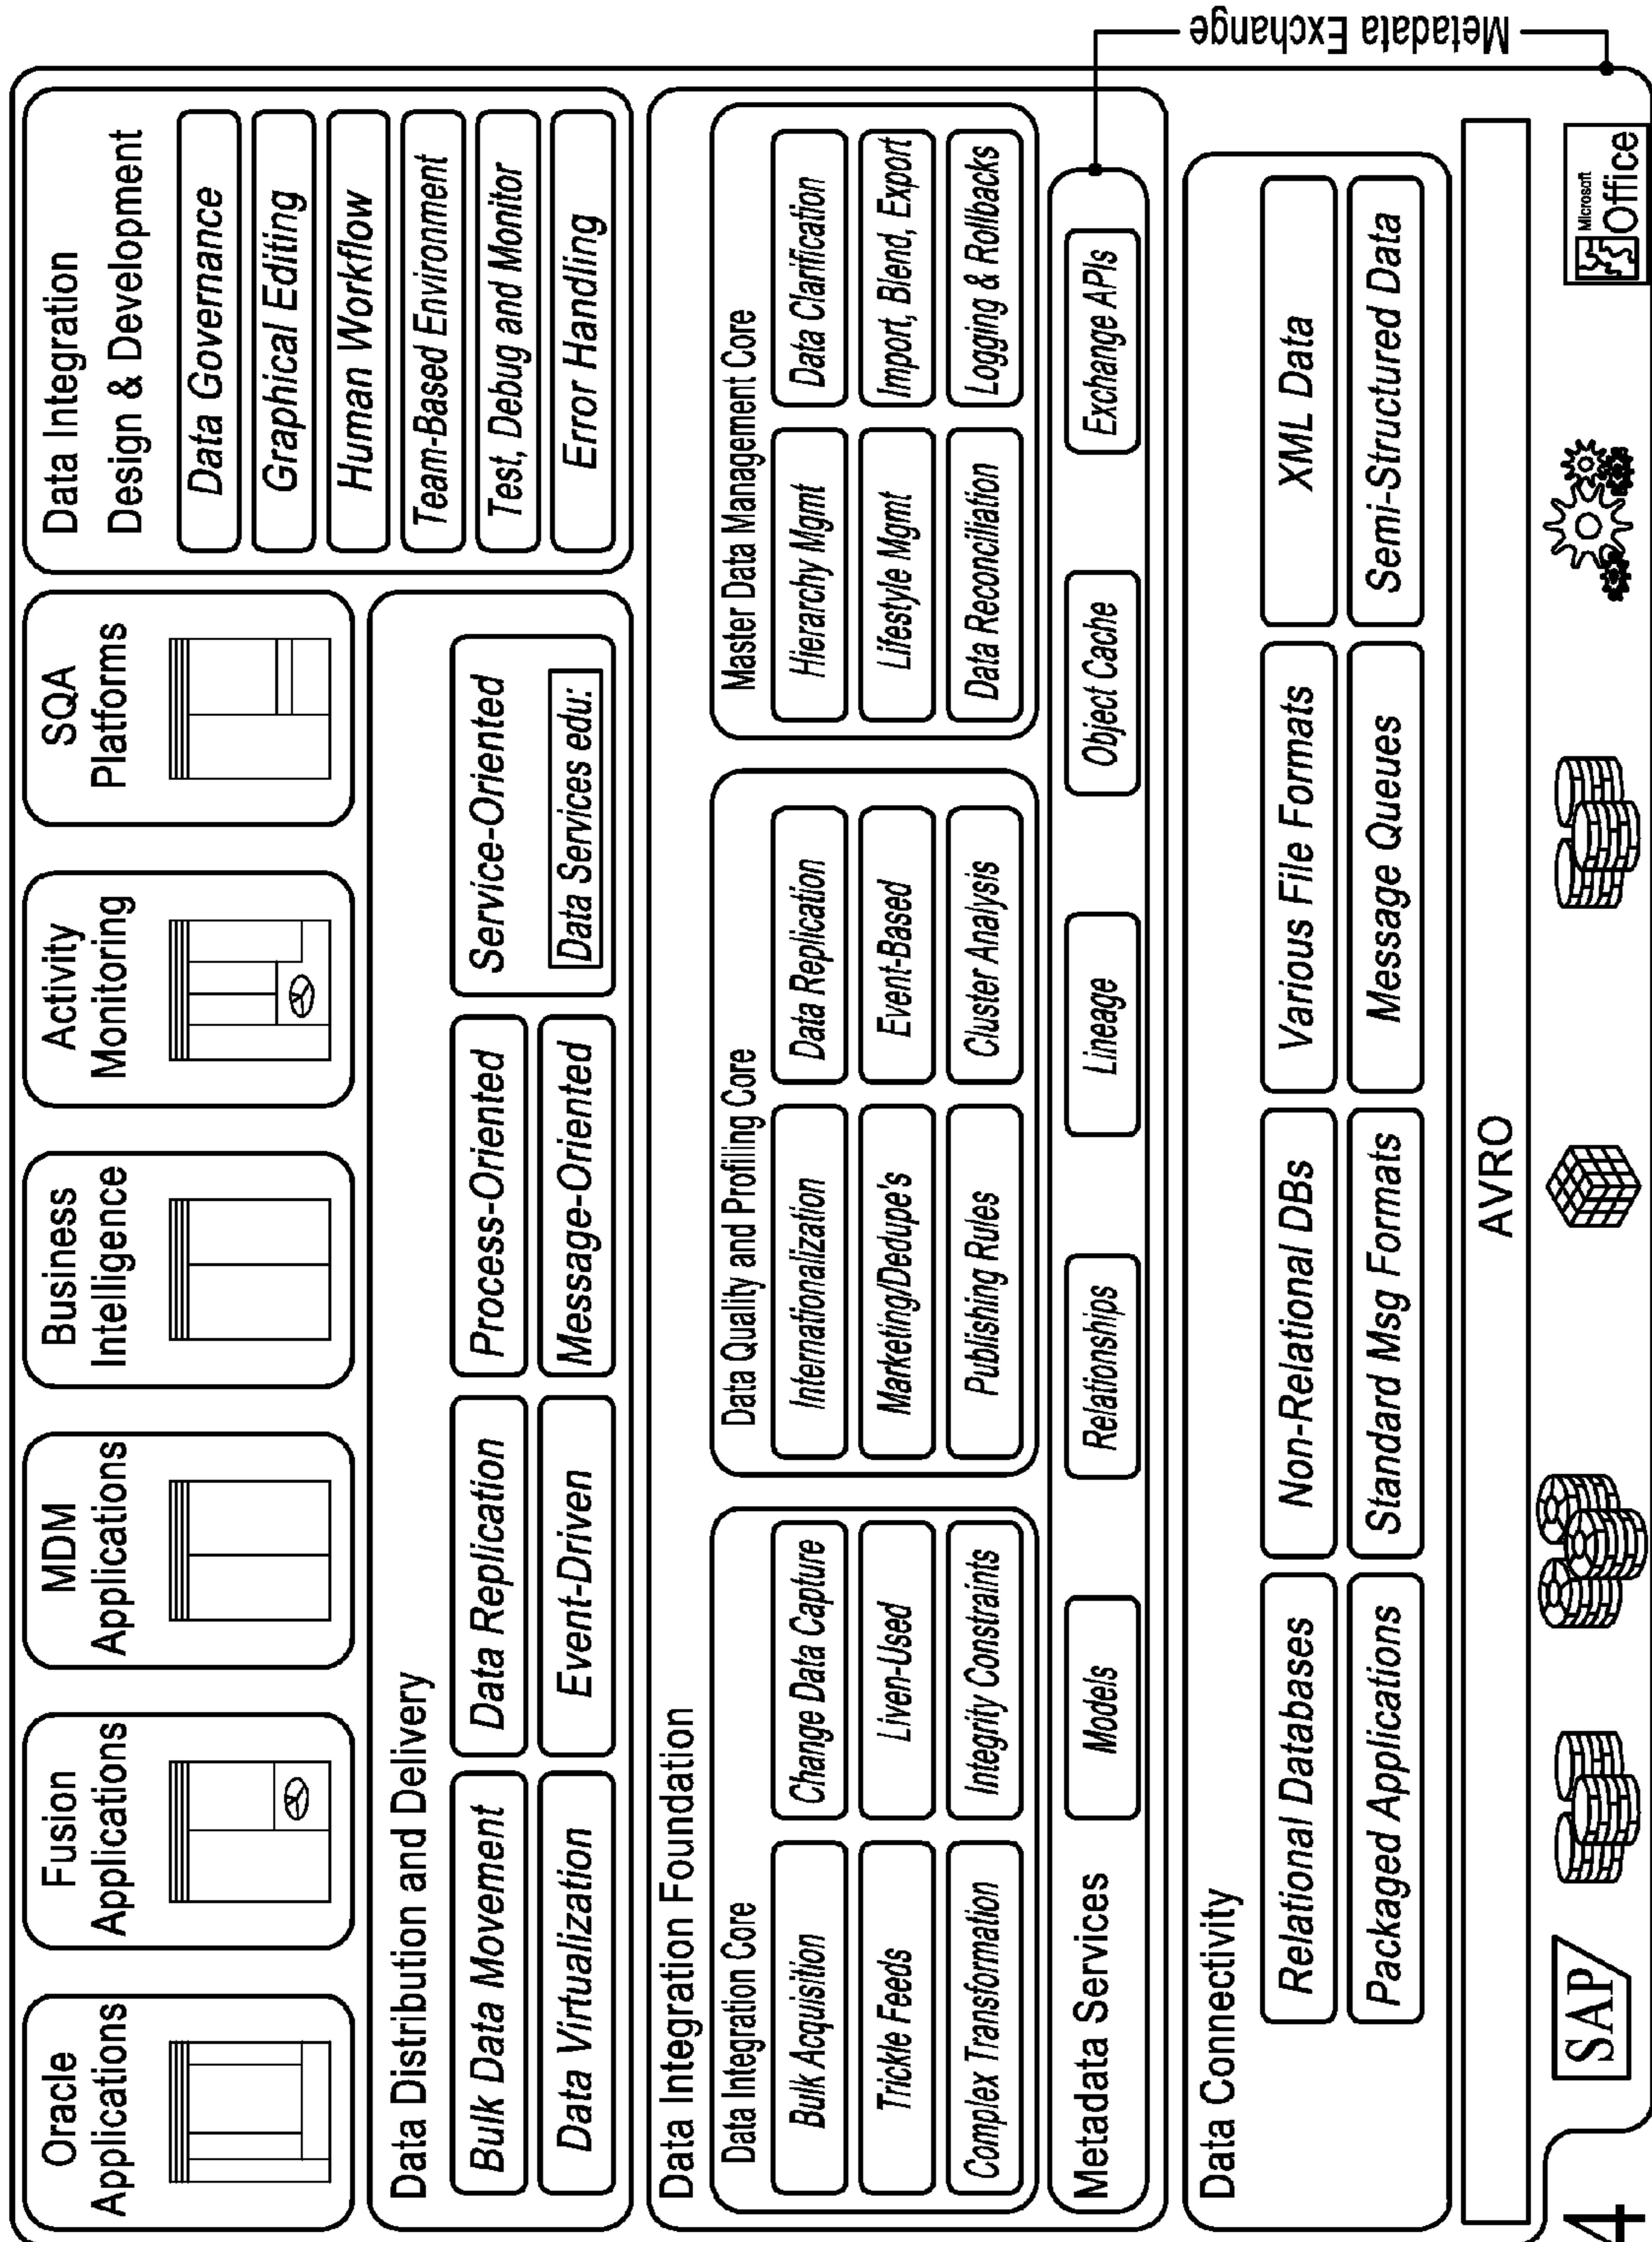 Oracle
Applications
Fusion
Applications
MDM
Applications
Business
Intelligence
Activity
Monitoring
SQA
Platforms
Data Integration
Design & Development
Data Governance
Graphical Editing
Human Workflow
Team-Based Environment
Test, Debug and Monitor
Error Handling
Data Distribution and Delivery
Bulk Data Movement
Data Replication
Process-Oriented
Service-Oriented
Data Virtualization
Event-Driven
Message-Oriented
Data Services edu:
Data Integration Foundation
Data Integration Core
Bulk Acquisition
Change Data Capture
Trickle Feeds
Liven-Used
Complex Transformation
Integrity Constraints
Data Quality and Profiling Core
Internationalization
Data Replication
Marketing/Dedupe's
Event-Based
Publishing Rules
Cluster Analysis
Master Data Management Core
Hierarchy Mgmt
Data Clarification
Lifestyle Mgmt
Import, Blend, Export
Data Reconciliation
Logging & Rollbacks
Metadata Services
Models
Relationships
Lineage
Object Cache
Exchange APIs
Metadata Exchange
Data Connectivity
Relational Databases
Non-Relational DBs
Various File Formats
XML Data
Packaged Applications
Standard Msg Formats
Message Queues
Semi-Structured Data
AVRO
SAP
Microsoft
Office
4